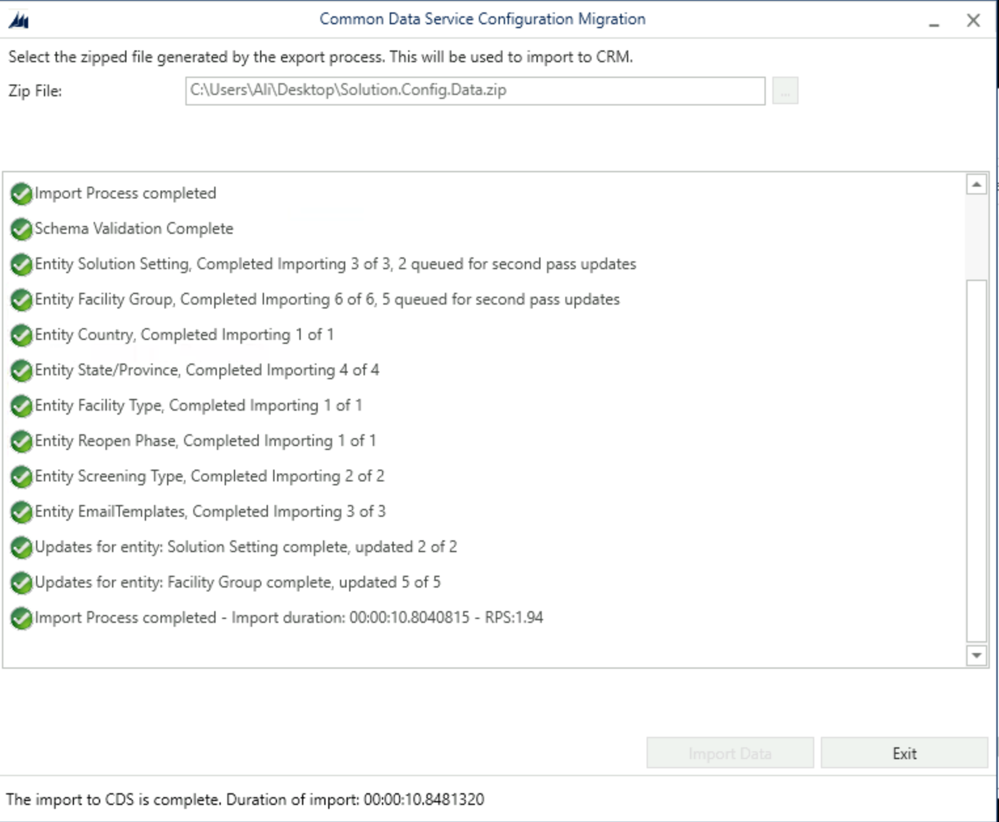 Common Data Service Configuration Migration
Select the zipped file generated by the export process. This will be used to import to CRM.
Zip File:
C:\Users\Ali\Desktop\Solution.Config.Data.zip
...
Import Process completed
Schema Validation Complete
Entity Solution Setting, Completed Importing 3 of 3, 2 queued for second pass updates
Entity Facility Group, Completed Importing 6 of 6, 5 queued for second pass updates
Entity Country, Completed Importing 1 of 1
Entity State/Province, Completed Importing 4 of 4
Entity Facility Type, Completed Importing 1 of 1
Entity Reopen Phase, Completed Importing 1 of 1
Entity Screening Type, Completed Importing 2 of 2
Entity EmailTemplates, Completed Importing 3 of 3
Updates for entity: Solution Setting complete, updated 2 of 2
Updates for entity: Facility Group complete, updated 5 of 5
Import Process completed - Import duration: 00:00:10.8040815 - RPS:1.94
Import Data
Exit
The import to CDS is complete. Duration of import: 00:00:10.8481320